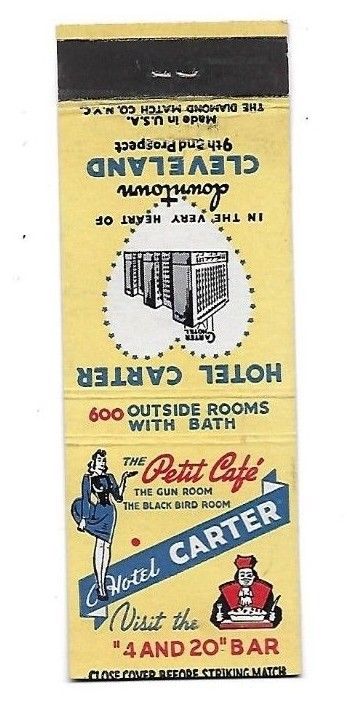 THE DIAMOND MATCH CO. N.Y.C.
Made in U.S.A.
9th and Prospect
CLEVELAND
downtown
IN THE VERY HEART OF
CARTER
HOTEL
HOTEL CARTER
600 OUTSIDE ROOMS
WITH BATH
THE Petit Café
THE GUN ROOM
THE BLACK BIRD ROOM
Hotel CARTER
Visit the
"4 AND 20" BAR
CLOSE COVER BEFORE STRIKING MATCH